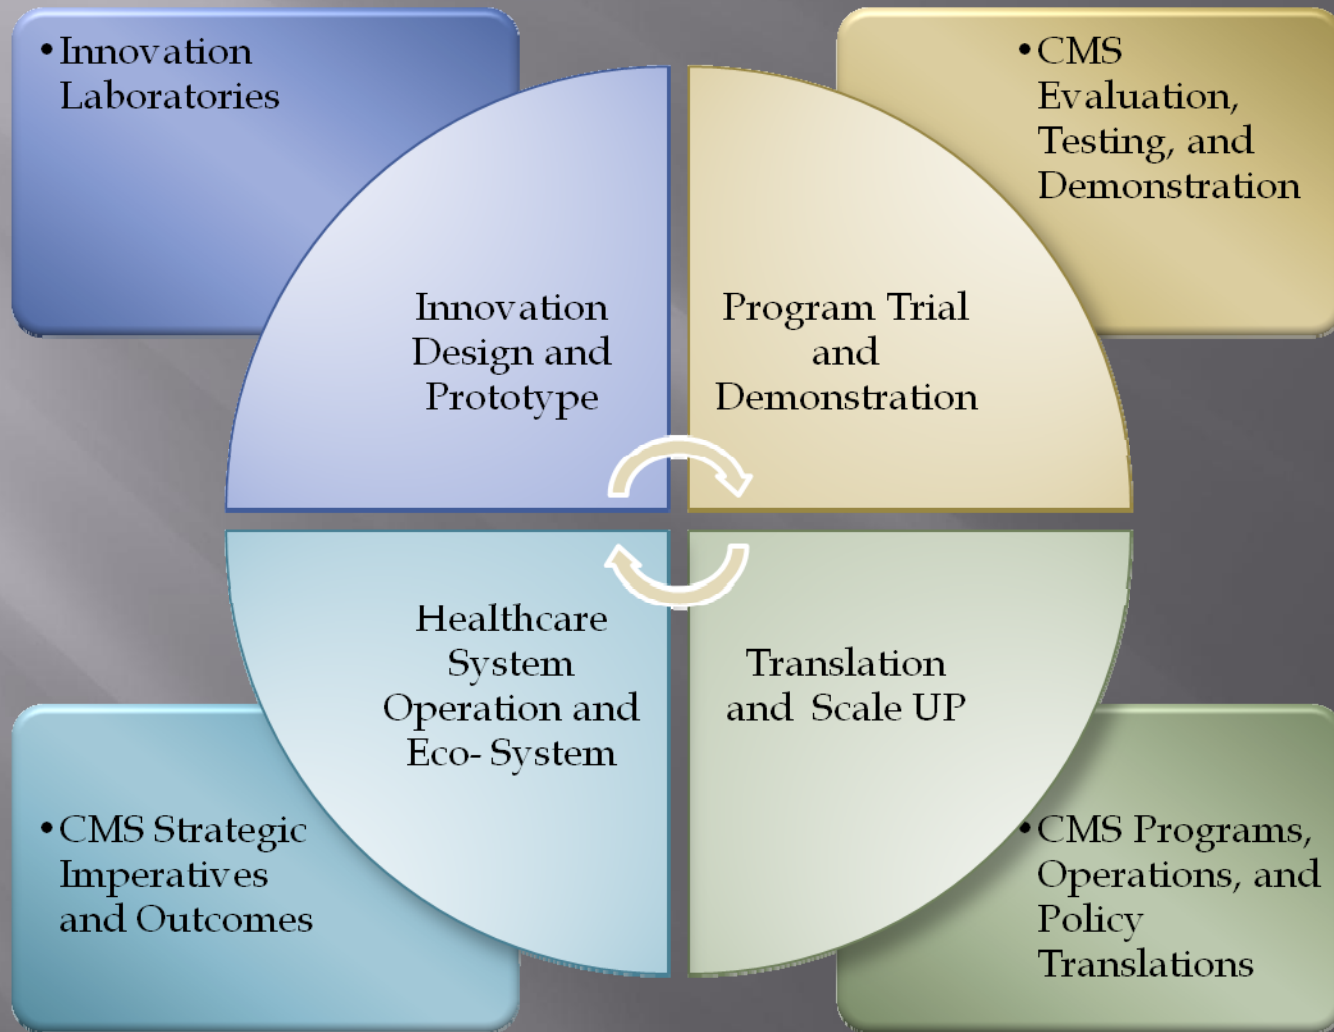 • Innovation
Laboratories
• CMS
Evaluation,
Testing, and
Demonstration
Innovation
Design and
Prototype
Program Trial
and
Demonstration
Healthcare
System
Operation and
Eco- System
Translation
and Scale UP
• CMS Strategic
Imperatives
and Outcomes
• CMS Programs,
Operations, and
Policy
Translations